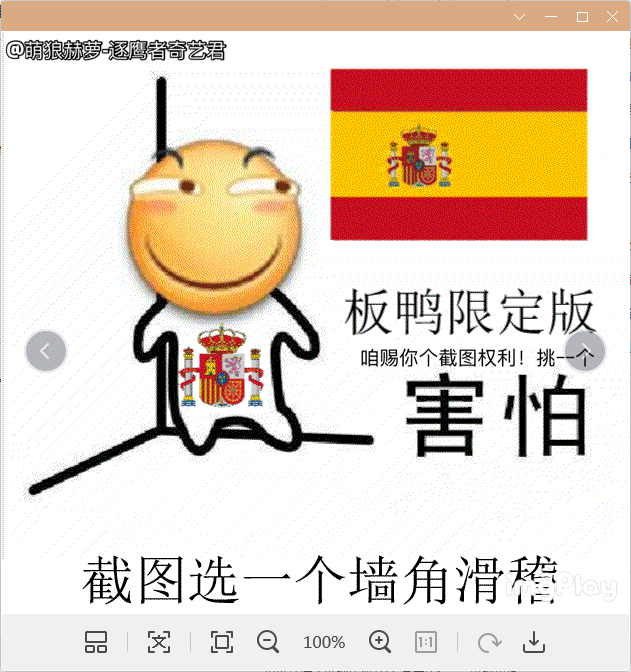 @萌狼赫萝-逐鹰者奇艺君
板鸭限定版
咱赐你个截图权利！挑一个
害怕
截图选一个墙角滑稽
ImgPlay
100%
1:1